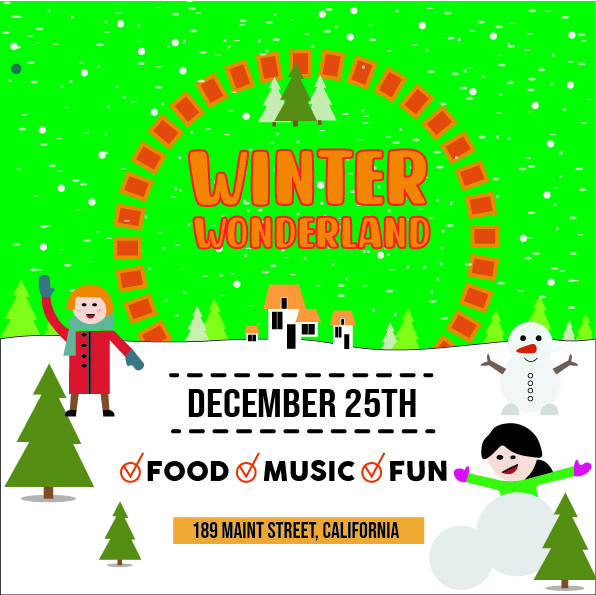 WINTER
WONDERLAND
DECEMBER 25TH
FOOD MUSIC FUN
189 MAINT STREET, CALIFORNIA